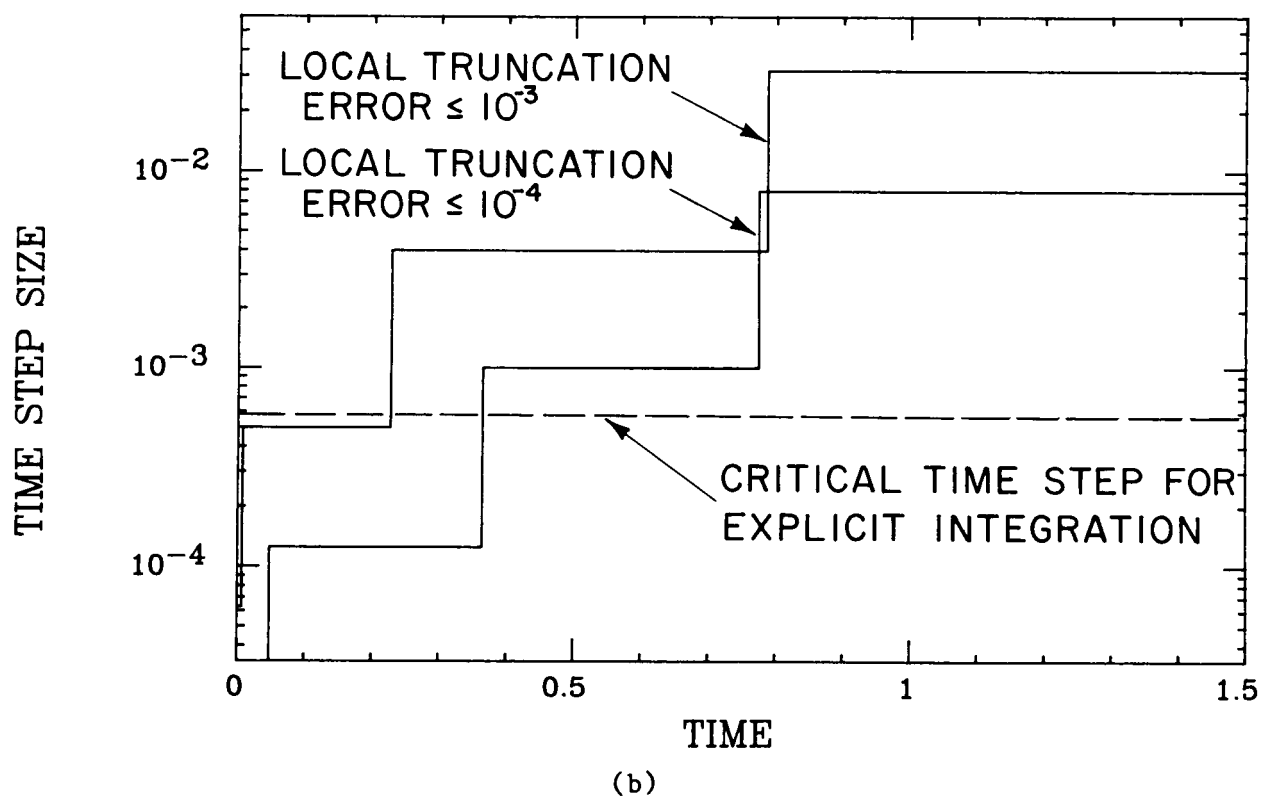 LOCAL TRUNCATION
ERROR ≤ 10⁻³
LOCAL TRUNCATION
ERROR ≤ 10⁻⁴
10⁻²
10⁻³
10⁻⁴
TIME STEP SIZE
CRITICAL TIME STEP FOR
EXPLICIT INTEGRATION
0
0.5
1
1.5
TIME
(b)